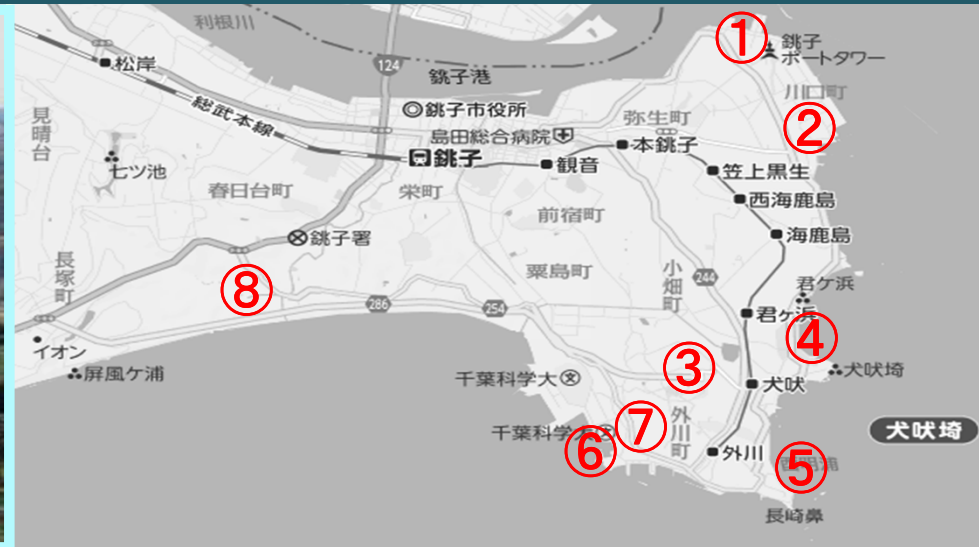 利根川
①
銚子
ポートタワー
松岸
124
銚子港
川口町
総武本線
銚子市役所
見晴台
弥生町
②
島田総合病院
本銚子
銚子
観音
七ツ池
笠上黒生
春日台町
栄町
西海鹿島
前宿町
銚子署
海鹿島
長塚町
粟島町
小畑町
244
⑧
君ケ浜
286
254
君ヶ浜
④
イオン
屏風ケ浦
③
犬吠埼
千葉科学大
犬吠
外川町
⑦
千葉科学大
犬吠埼
⑥
外川
⑤
長崎鼻